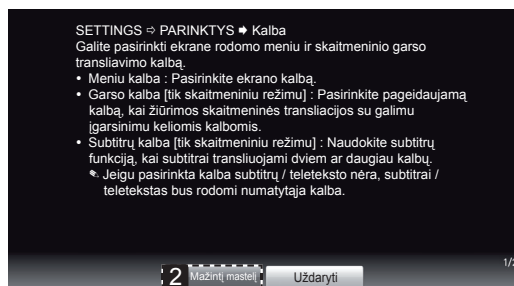 SETTINGS ⇨ PARINKTYS ➧ Kalba
Galite pasirinkti ekrane rodomo meniu ir skaitmeninio garso
transliavimo kalbą.
• Meniu kalba : Pasirinkite ekrano kalbą.
• Garso kalba [tik skaitmeniniu režimu] : Pasirinkite pageidaujamą
kalbą, kai žiūrimos skaitmeninės transliacijos su galimu
įgarsinimu keliomis kalbomis.
• Subtitrų kalba [tik skaitmeniniu režimu] : Naudokite subtitrų
funkciją, kai subtitrai transliuojami dviem ar daugiau kalbų.
✎ Jeigu pasirinkta kalba subtitrų / teleteksto nėra, subtitrai /
teletekstas bus rodomi numatytąja kalba.
1/2
2 Mažintį mastelį Uždaryti